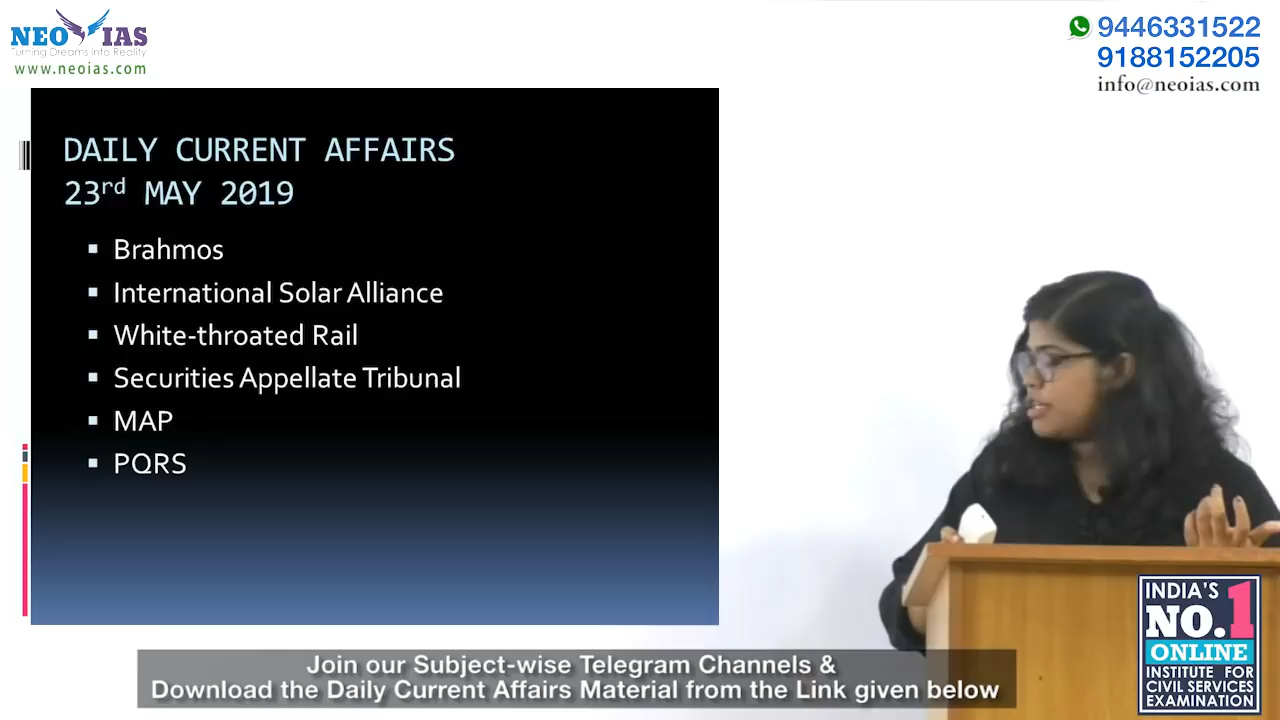 NEO IAS
Turning Dreams into Reality
www.neoias.com
9446331522
9188152205
info@neoias.com
DAILY CURRENT AFFAIRS
23rd MAY 2019
Brahmos
International Solar Alliance
White-throated Rail
Securities Appellate Tribunal
MAP
PQRS
INDIA'S
NO.1
ONLINE
INSTITUTE FOR
CIVIL SERVICES
EXAMINATION
Join our Subject-wise Telegram Channels &
Download the Daily Current Affairs Material from the Link given below